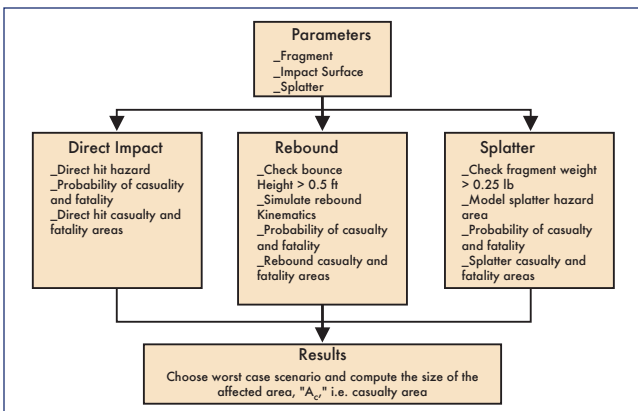 Parameters
_Fragment
_Impact Surface
_Splatter
Direct Impact
_Direct hit hazard
_Probability of casuality
and fatality
_Direct hit casualty and
fatality areas
Rebound
_Check bounce
Height > 0.5 ft
_Simulate rebound
Kinematics
_Probability of casualty
and fatality
_Rebound casualty and
fatality areas
Splatter
_Check fragment weight
> 0.25 lb
_Model splatter hazard
area
_Probability of casualty
and fatality
_Splatter casualty and
fatality areas
Results
Choose worst case scenario and compute the size of the
affected area, "A_c," i.e. casualty area